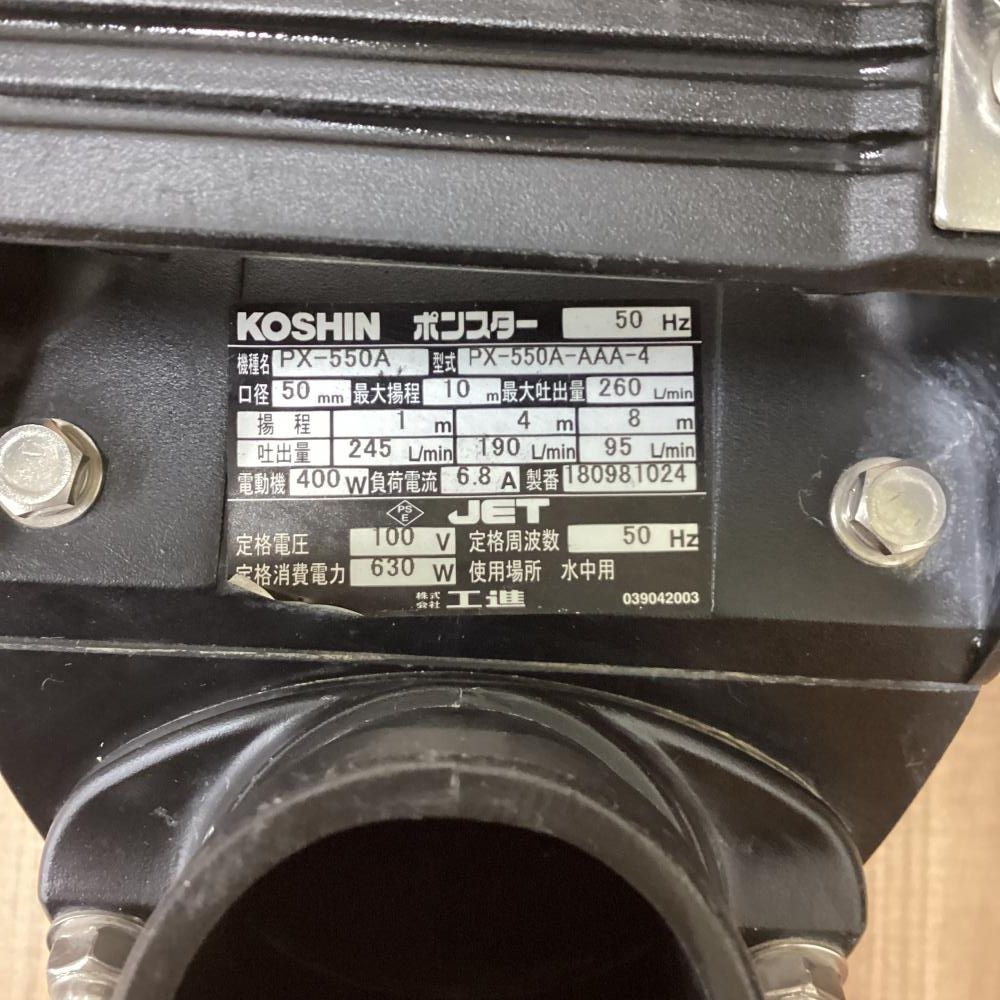 KOSHIN ポンスター 50 Hz
機種名 PX-550A 型式 PX-550A-AAA-4
口径 50 mm 最大揚程 10 m 最大吐出量 260 L/min
揚程 1 m 4 m 8 m
吐出量 245 L/min 190 L/min 95 L/min
電動機 400 W 負荷電流 6.8 A 製番 180981024
PS E JET
定格電圧 100 V 定格周波数 50 Hz
定格消費電力 630 W 使用場所 水中用
株式会社 工進 039042003